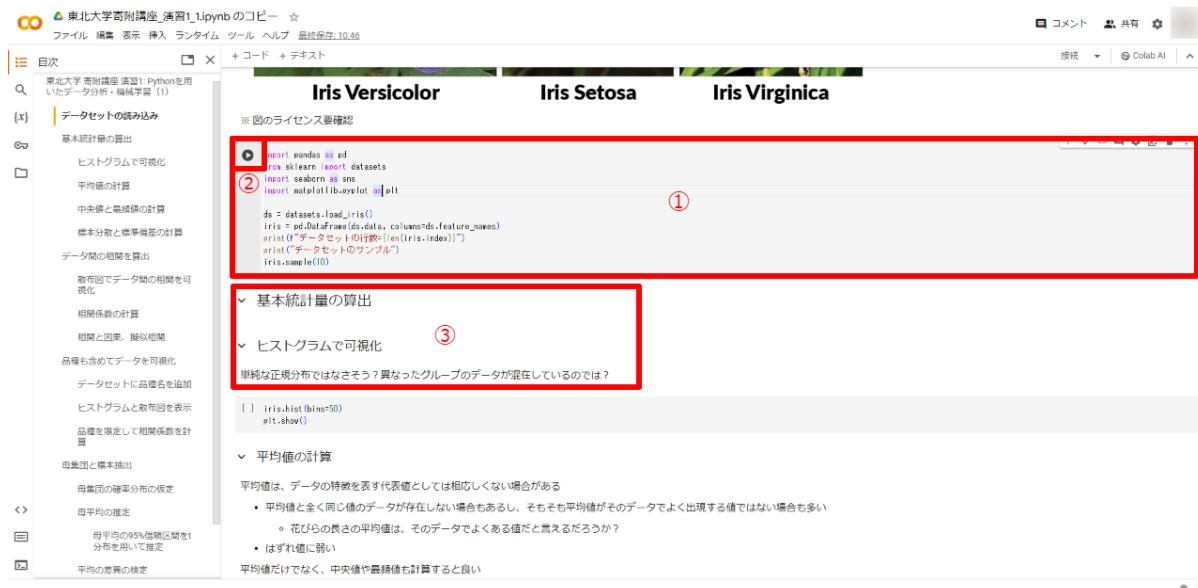 東北大学寄附講座_演習1_1.ipynb のコピー
ファイル 編集 表示 挿入 ランタイム ツール ヘルプ 最終保存: 10:46
コメント 共有
目次
東北大学 寄附講座 演習1: Pythonを用
いたデータ分析・機械学習（1）
データセットの読み込み
基本統計量の算出
ヒストグラムで可視化
平均値の計算
中央値と最頻値の計算
標本分散と標準偏差の計算
データ間の相関を算出
散布図でデータ間の相関を可
視化
相関係数の計算
相関と因果、擬似相関
品種も含めてデータを可視化
データセットに品種名を追加
ヒストグラムと散布図を表示
品種を限定して相関係数を計
算
母集団と標本抽出
母集団の確率分布の仮定
母平均の推定
母平均の95%信頼区間をt
分布を用いて推定
平均の差異の検定
+ コード + テキスト
接続 Colab AI
Iris Versicolor Iris Setosa Iris Virginica
※ 図のライセンス要確認
①
②
import pandas as pd
from sklearn import datasets
import seaborn as sns
import matplotlib.pyplot as plt
ds = datasets.load_iris()
iris = pd.DataFrame(ds.data, columns=ds.feature_names)
print(f"データセットの行数={len(iris.index)}")
print("データセットのサンプル")
iris.sample(10)
基本統計量の算出
③
ヒストグラムで可視化
単純な正規分布ではなさそう？異なったグループのデータが混在しているのでは？
[ ] iris.hist(bins=50)
plt.show()
平均値の計算
平均値は、データの特徴を表す代表値としては相応しくない場合がある
• 平均値と全く同じ値のデータが存在しない場合もあるし、そもそも平均値がそのデータでよく出現する値ではない場合も多い
◦ 花びらの長さの平均値は、そのデータでよくある値だと言えるだろうか？
• はずれ値に弱い
平均値だけでなく、中央値や最頻値も計算すると良い